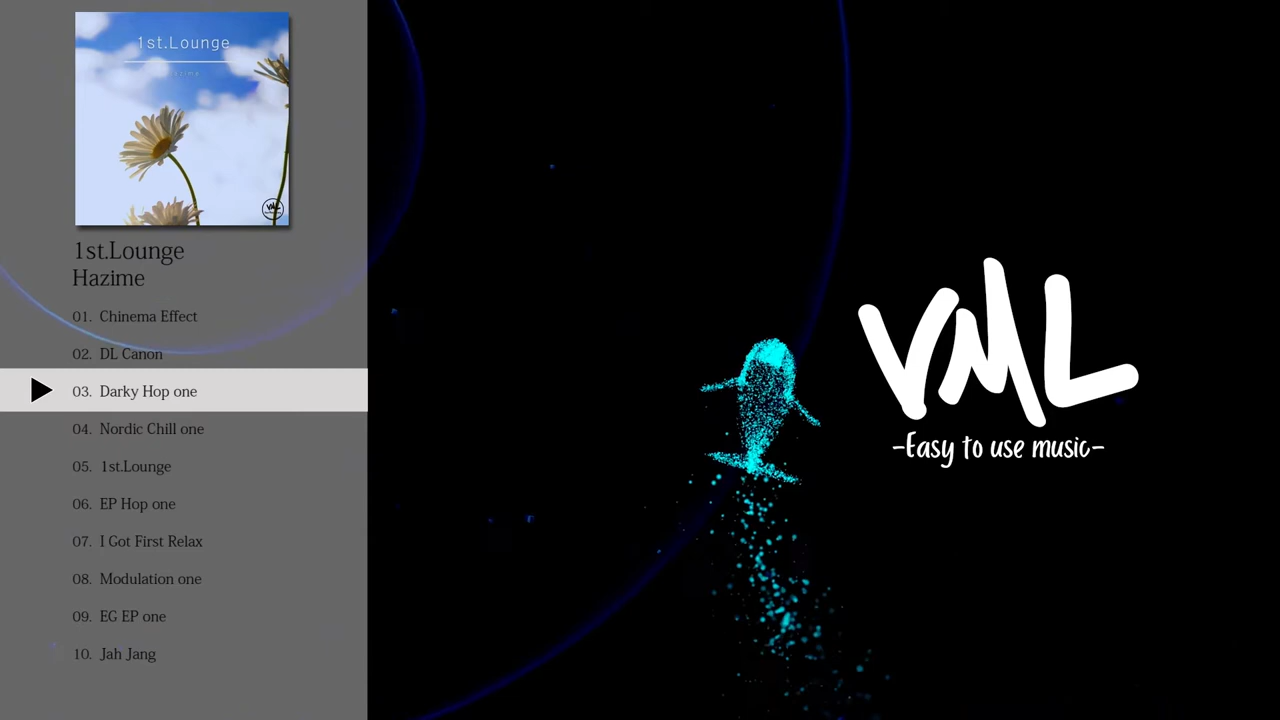 1st.Lounge
1st.Lounge
Hazime
01. Chinema Effect
02. DL Canon
03. Darky Hop one
04. Nordic Chill one
05. 1st.Lounge
06. EP Hop one
07. I Got First Relax
08. Modulation one
09. EG EP one
10. Jah Jang
VML
-Easy to use music-